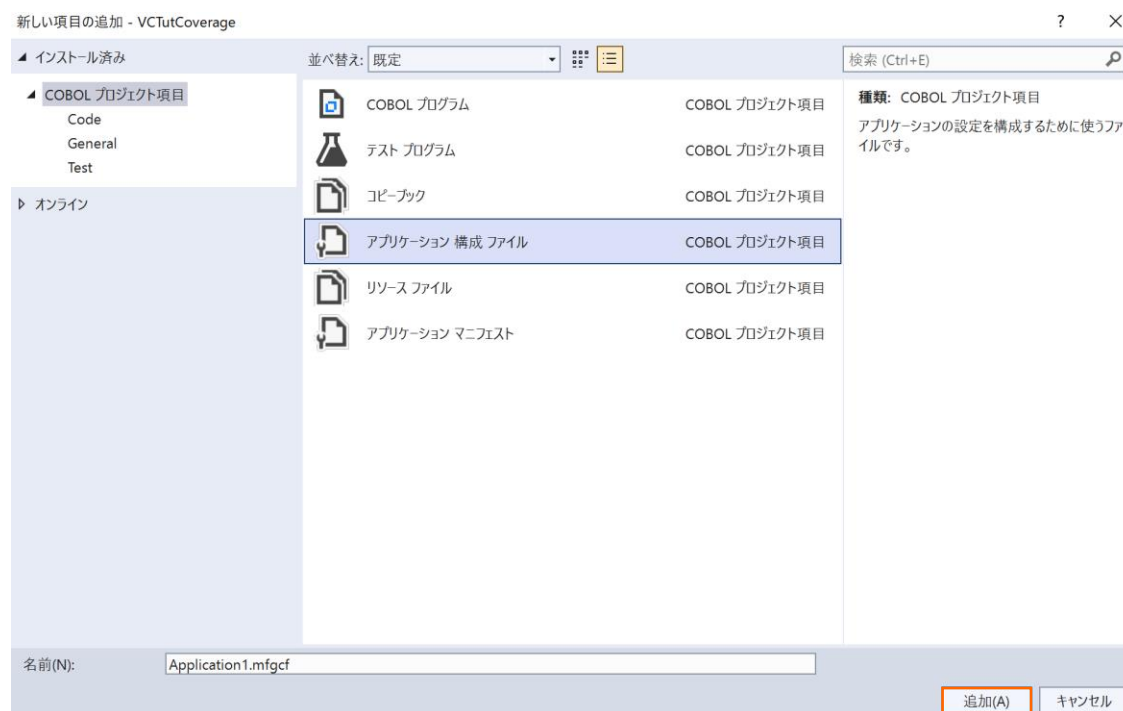 新しい項目の追加 - VCTutCoverage
?
インストール済み
並べ替え: 既定
検索 (Ctrl+E)
COBOL プロジェクト項目
Code
General
Test
オンライン
COBOL プログラム COBOL プロジェクト項目
テスト プログラム COBOL プロジェクト項目
コピーブック COBOL プロジェクト項目
アプリケーション 構成 ファイル COBOL プロジェクト項目
リソース ファイル COBOL プロジェクト項目
アプリケーション マニフェスト COBOL プロジェクト項目
種類: COBOL プロジェクト項目
アプリケーションの設定を構成するために使うファ
イルです。
名前(N): Application1.mfgcf
追加(A)
キャンセル